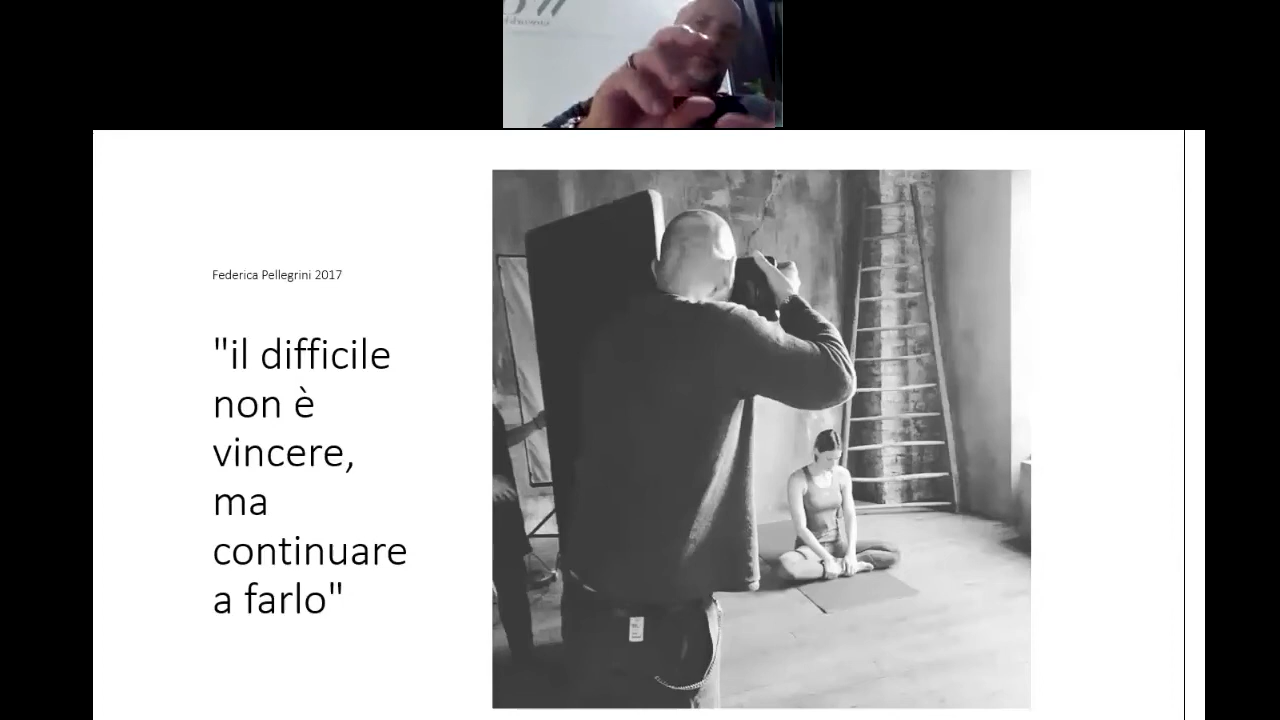 Federica Pellegrini 2017
"il difficile
non è
vincere,
ma
continuare
a farlo"